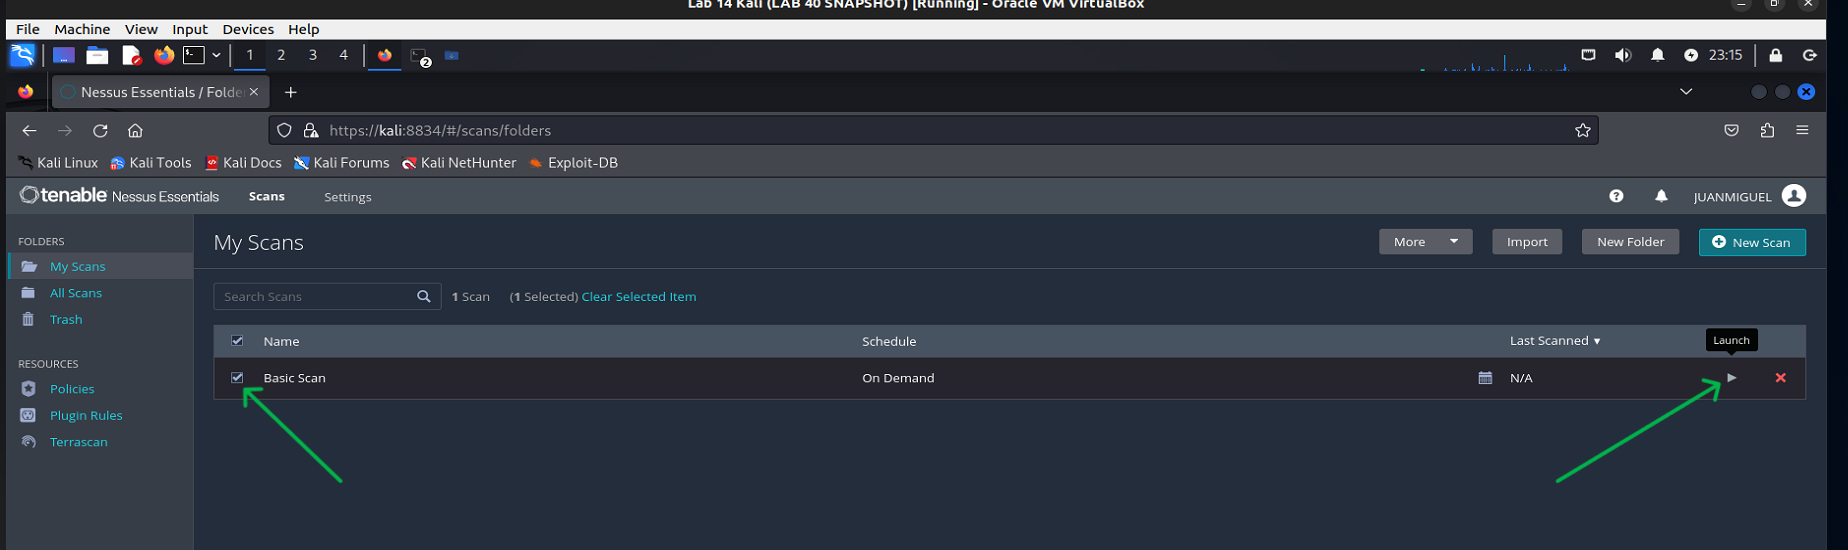 Lab 14 Kali (LAB 40 SNAPSHOT) [Running] - Oracle VM VirtualBox
File Machine View Input Devices Help
1 2 3 4 2 23:15
Nessus Essentials / Folde
https://kali:8834/#/scans/folders
Kali Linux Kali Tools Kali Docs Kali Forums Kali NetHunter Exploit-DB
tenable Nessus Essentials Scans Settings JUANMIGUEL
FOLDERS
My Scans
All Scans
Trash
RESOURCES
Policies
Plugin Rules
Terrascan
My Scans More Import New Folder New Scan
Search Scans 1 Scan (1 Selected) Clear Selected Item
Name Schedule Last Scanned Launch
Basic Scan On Demand N/A